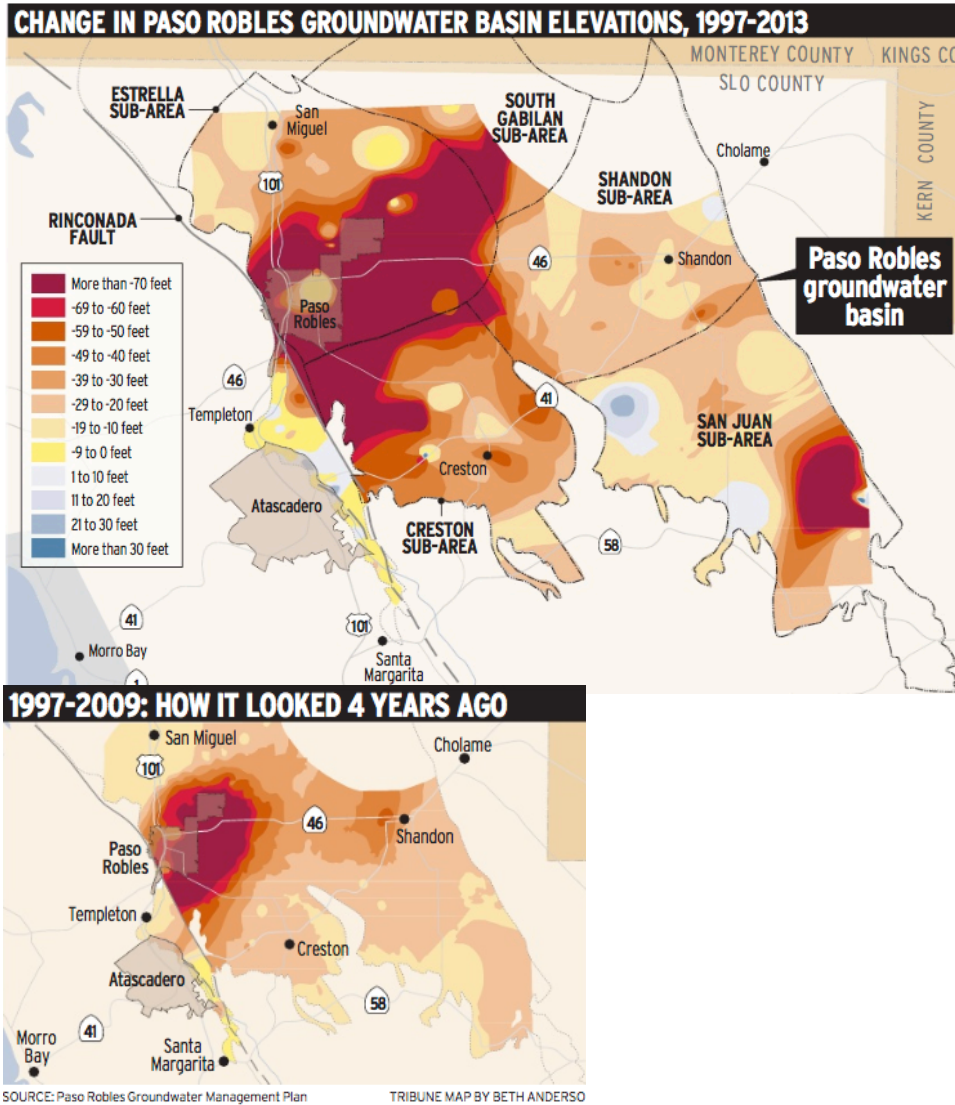 CHANGE IN PASO ROBLES GROUNDWATER BASIN ELEVATIONS, 1997-2013
MONTEREY COUNTY
KINGS CO
SLO COUNTY
KERN COUNTY
ESTRELLA
SUB-AREA
San
Miguel
SOUTH
GABILAN
SUB-AREA
Cholame
101
SHANDON
SUB-AREA
RINCONADA
FAULT
46
Shandon
Paso Robles
groundwater
basin
More than -70 feet
-69 to -60 feet
-59 to -50 feet
-49 to -40 feet
-39 to -30 feet
-29 to -20 feet
-19 to -10 feet
-9 to 0 feet
1 to 10 feet
11 to 20 feet
21 to 30 feet
More than 30 feet
Paso
Robles
46
41
Templeton
SAN JUAN
SUB-AREA
Creston
Atascadero
CRESTON
SUB-AREA
58
41
101
Morro Bay
Santa
Margarita
1
1997-2009: HOW IT LOOKED 4 YEARS AGO
San Miguel
Cholame
101
46
Shandon
Paso
Robles
Templeton
Creston
Atascadero
58
41
Morro
Bay
Santa
Margarita
SOURCE: Paso Robles Groundwater Management Plan
TRIBUNE MAP BY BETH ANDERSO